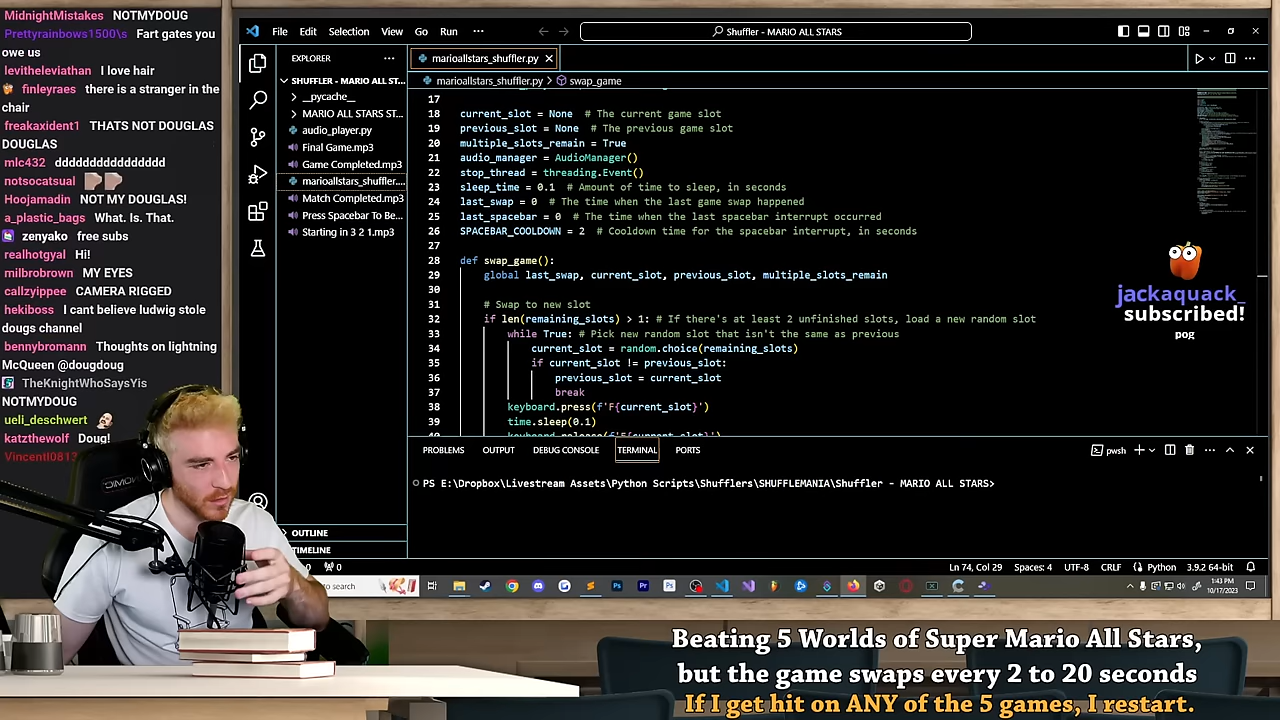 MidnightMistakes NOTMYDOUG
Prettyrainbows1500\s Fart gates you
owe us
levitheleviathan I love hair
finleyraes there is a stranger in the
chair
freakaxident1 THATS NOT DOUGLAS
DOUGLAS
mlc432 ddddddddddddddd
notsocatsual
Hoojamadin NOT MY DOUGLAS!
a_plastic_bags What. Is. That.
zenyako free subs
realhotgyal Hi!
milbrobrown MY EYES
callzyippee CAMERA RIGGED
hekiboss I cant believe ludwig stole
dougs channel
bennybromann Thoughts on lightning
McQueen @dougdoug
TheKnightWhoSaysYis
NOTMYDOUG
ueli_deschwert
katzthewolf Doug!
VincentI0813
File Edit Selection View Go Run ···
Shuffler - MARIO ALL STARS
EXPLORER ···
SHUFFLER - MARIO ALL ST...
__pycache__
MARIO ALL STARS ST...
audio_player.py
Final Game.mp3
Game Completed.mp3
marioallstars_shuffler....
Match Completed.mp3
Press Spacebar To Be...
Starting in 3 2 1.mp3
OUTLINE
TIMELINE
marioallstars_shuffler.py
marioallstars_shuffler.py > swap_game
17
18 current_slot = None # The current game slot
19 previous_slot = None # The previous game slot
20 multiple_slots_remain = True
21 audio_manager = AudioManager()
22 stop_thread = threading.Event()
23 sleep_time = 0.1 # Amount of time to sleep, in seconds
24 last_swap = 0 # The time when the last game swap happened
25 last_spacebar = 0 # The time when the last spacebar interrupt occurred
26 SPACEBAR_COOLDOWN = 2 # Cooldown time for the spacebar interrupt, in seconds
27
28 def swap_game():
29 global last_swap, current_slot, previous_slot, multiple_slots_remain
30
31 # Swap to new slot
32 if len(remaining_slots) > 1: # If there's at least 2 unfinished slots, load a new random slot
33 while True: # Pick new random slot that isn't the same as previous
34 current_slot = random.choice(remaining_slots)
35 if current_slot != previous_slot:
36 previous_slot = current_slot
37 break
38 keyboard.press(f'F{current_slot}')
39 time.sleep(0.1)
40 keyboard.release(f'F{current_slot}')
PROBLEMS OUTPUT DEBUG CONSOLE TERMINAL PORTS
pwsh
PS E:\Dropbox\Livestream Assets\Python Scripts\Shufflers\SHUFFLEMANIA\Shuffler - MARIO ALL STARS>
0
Ln 74, Col 29 Spaces: 4 UTF-8 CRLF Python 3.9.2 64-bit
to search
1:43 PM
10/17/2023
jackaquack_
subscribed!
pog
Beating 5 Worlds of Super Mario All Stars,
but the game swaps every 2 to 20 seconds
If I get hit on ANY of the 5 games, I restart.